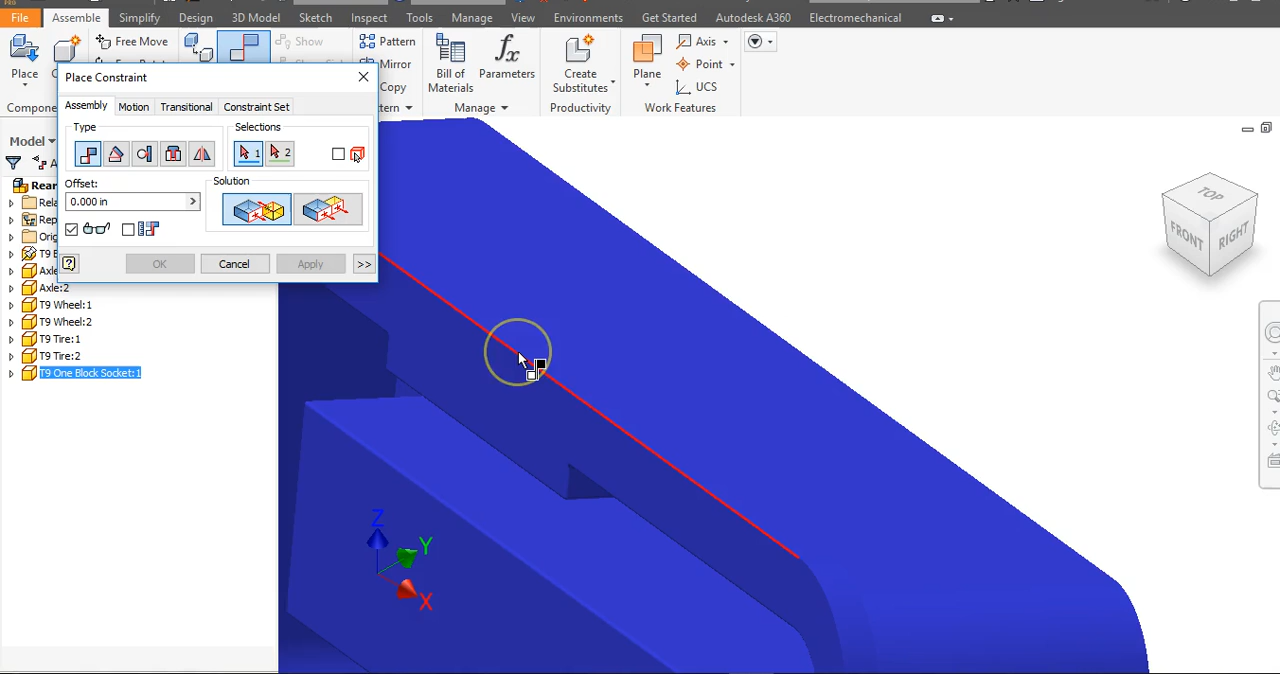 File Assemble Simplify Design 3D Model Sketch Inspect Tools Manage View Environments Get Started Autodesk A360 Electromechanical
Free Move Show Pattern Axis
Mirror Point
Place Copy Bill of Materials Parameters Create Substitutes Plane UCS
Manage Productivity Work Features
Place Constraint
Assembly Motion Transitional Constraint Set
Type Selections
1 2
Offset: Solution
0.000 in
OK Cancel Apply >>
Model
T9 Wheel:1
Axle:2
T9 Wheel:2
T9 Tire:1
T9 Tire:2
T9 One Block Socket:1
TOP
FRONT RIGHT
Z
Y
X